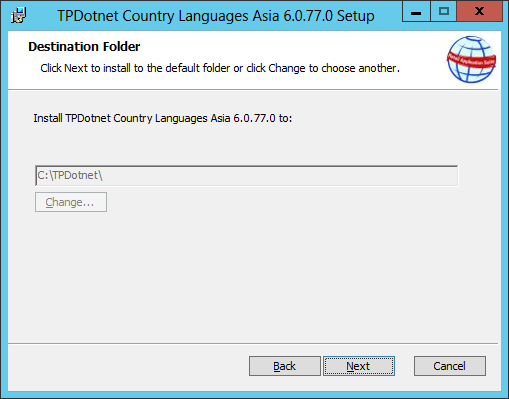 TPDotnet Country Languages Asia 6.0.77.0 Setup
Destination Folder
Click Next to install to the default folder or click Change to choose another.
Install TPDotnet Country Languages Asia 6.0.77.0 to:
C:\TPDotnet\
Change...
Back Next Cancel